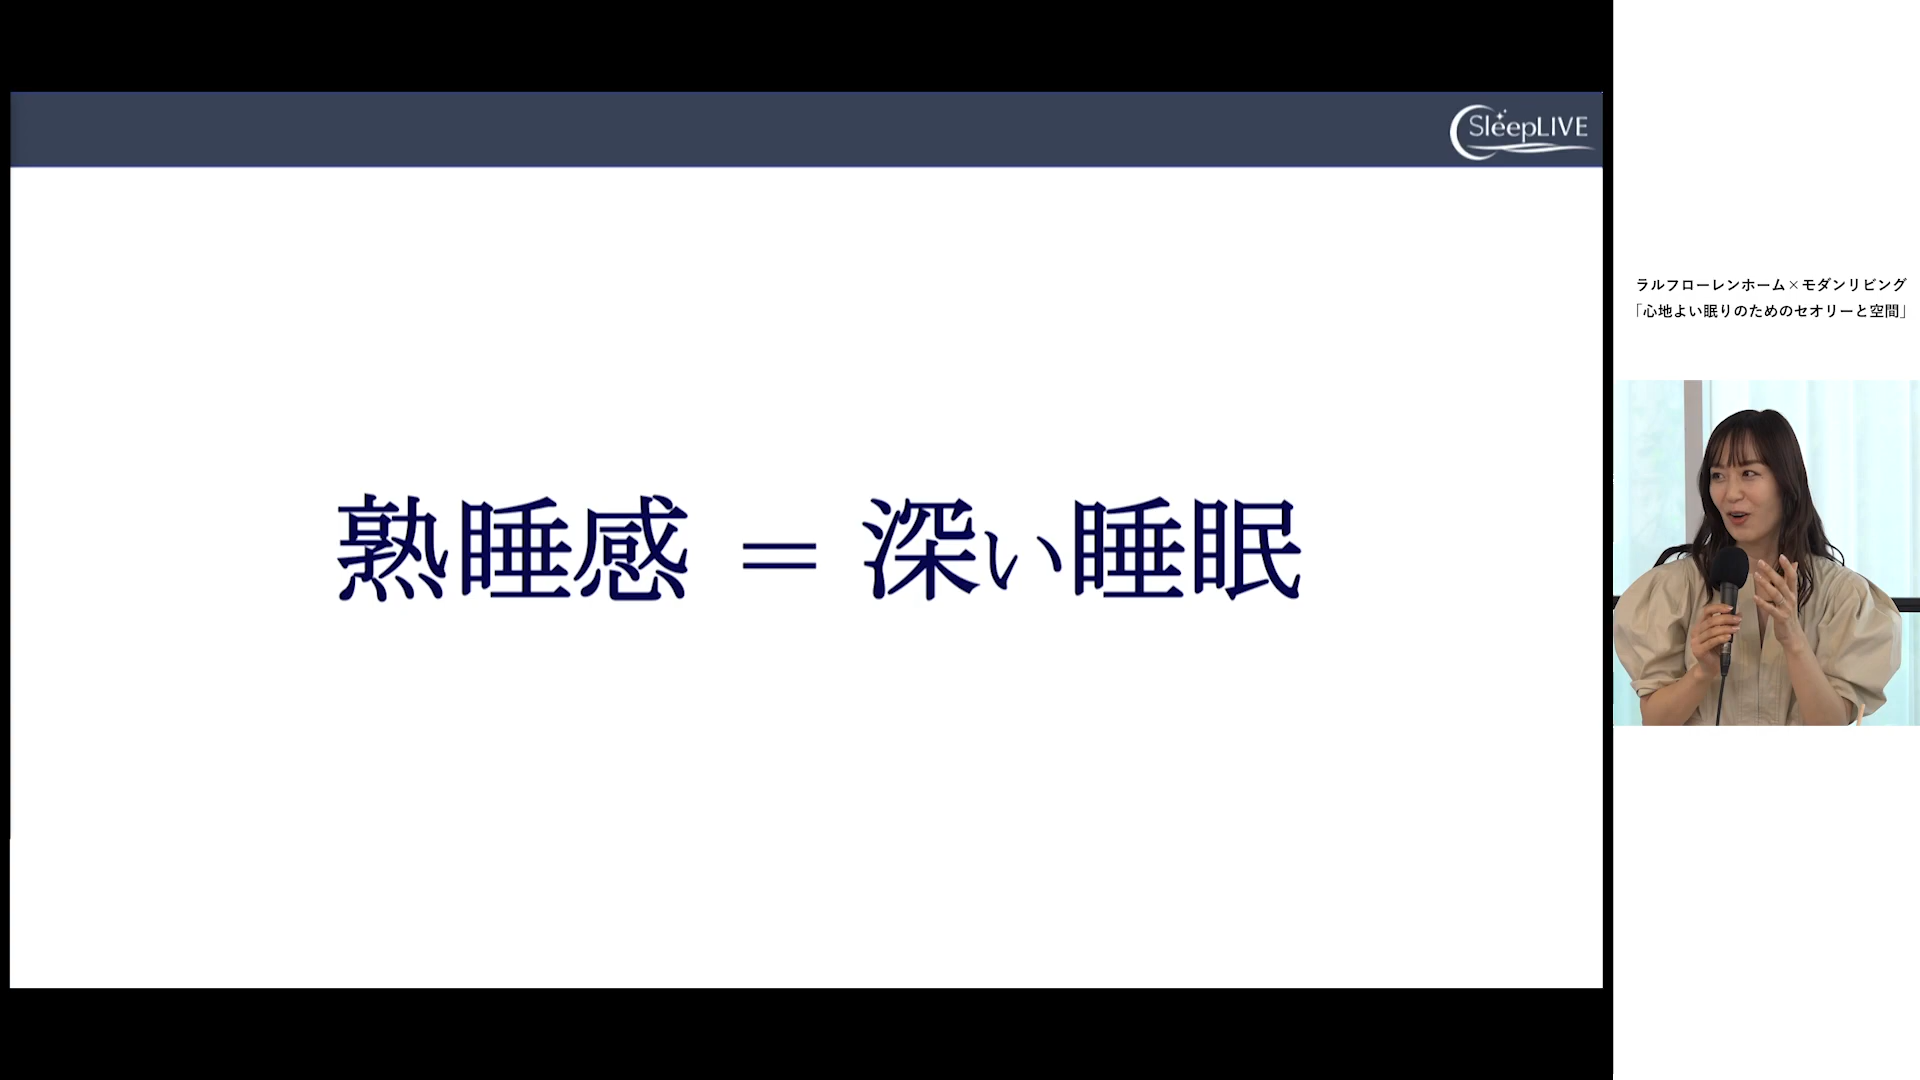 SleepLIVE
熟睡感 = 深い睡眠
ラルフローレンホーム×モダンリビング
「心地よい眠りのためのセオリーと空間」